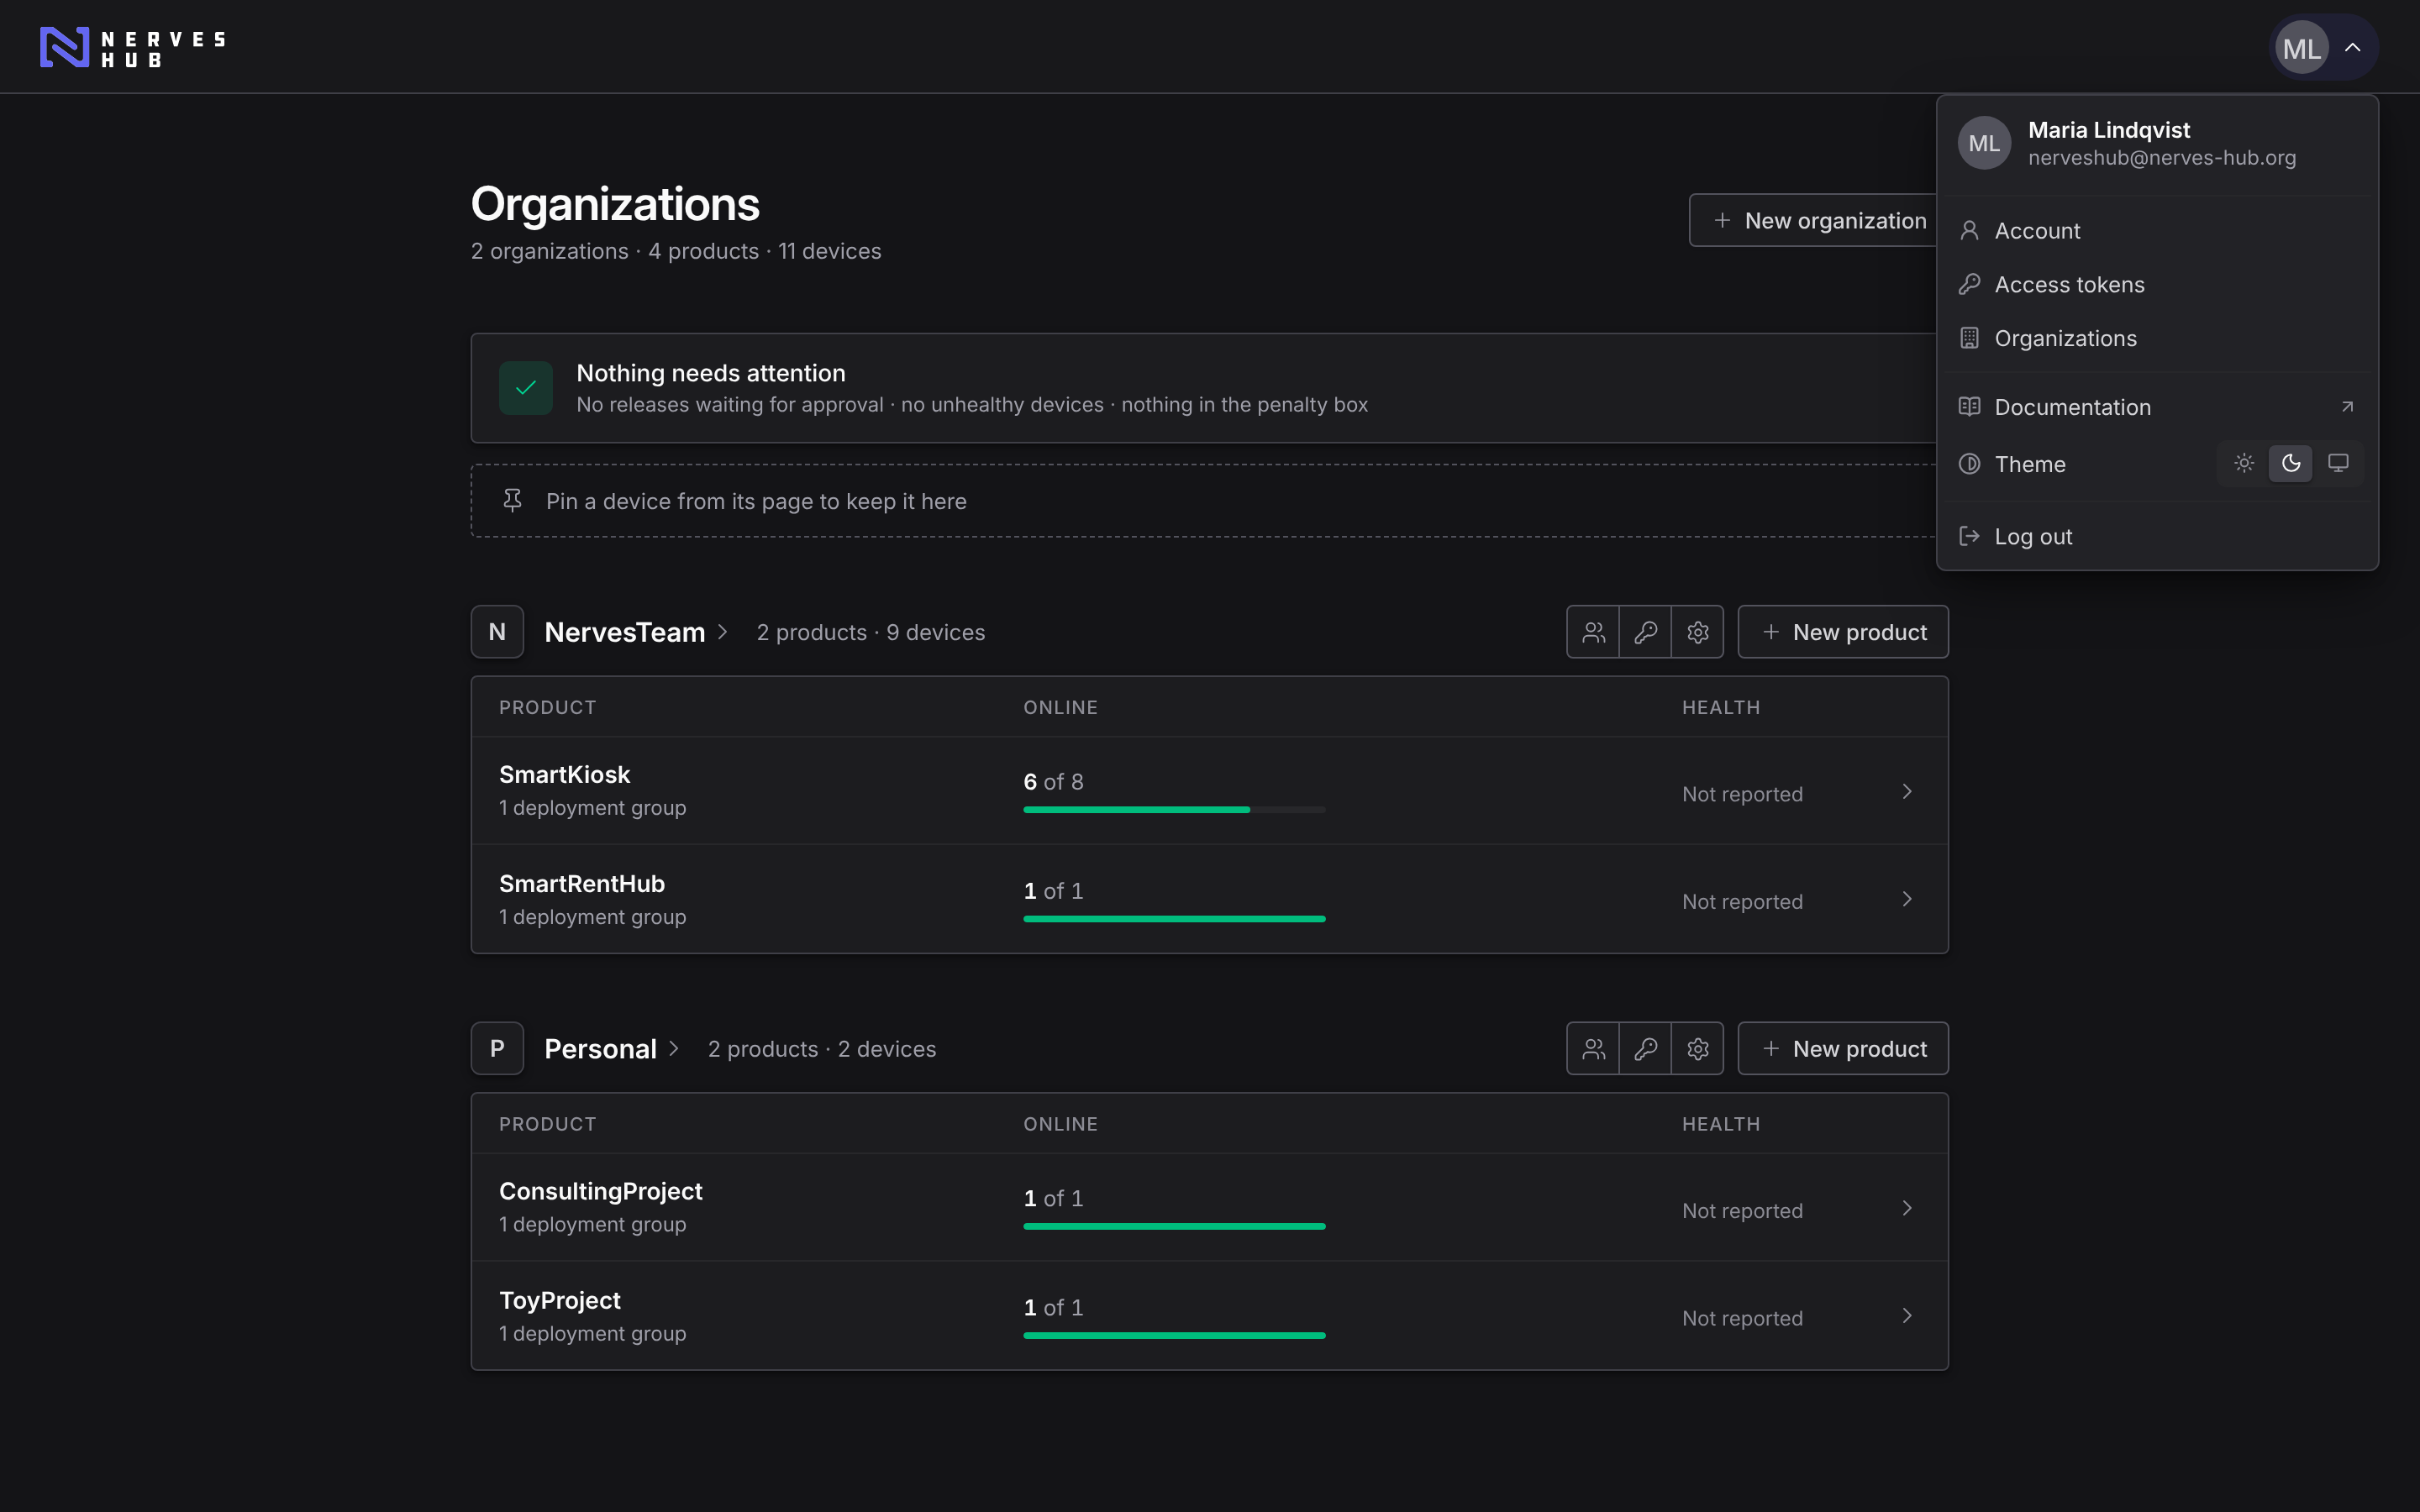 NERVES
HUB
ML
ML
Maria Lindqvist
nerveshub@nerves-hub.org
Account
Access tokens
Organizations
Documentation
Theme
Log out
Organizations
2 organizations · 4 products · 11 devices
New organization
Nothing needs attention
No releases waiting for approval · no unhealthy devices · nothing in the penalty box
Pin a device from its page to keep it here
N NervesTeam 2 products · 9 devices
New product
PRODUCT ONLINE HEALTH
SmartKiosk
1 deployment group
6 of 8
Not reported
SmartRentHub
1 deployment group
1 of 1
Not reported
P Personal 2 products · 2 devices
New product
PRODUCT ONLINE HEALTH
ConsultingProject
1 deployment group
1 of 1
Not reported
ToyProject
1 deployment group
1 of 1
Not reported